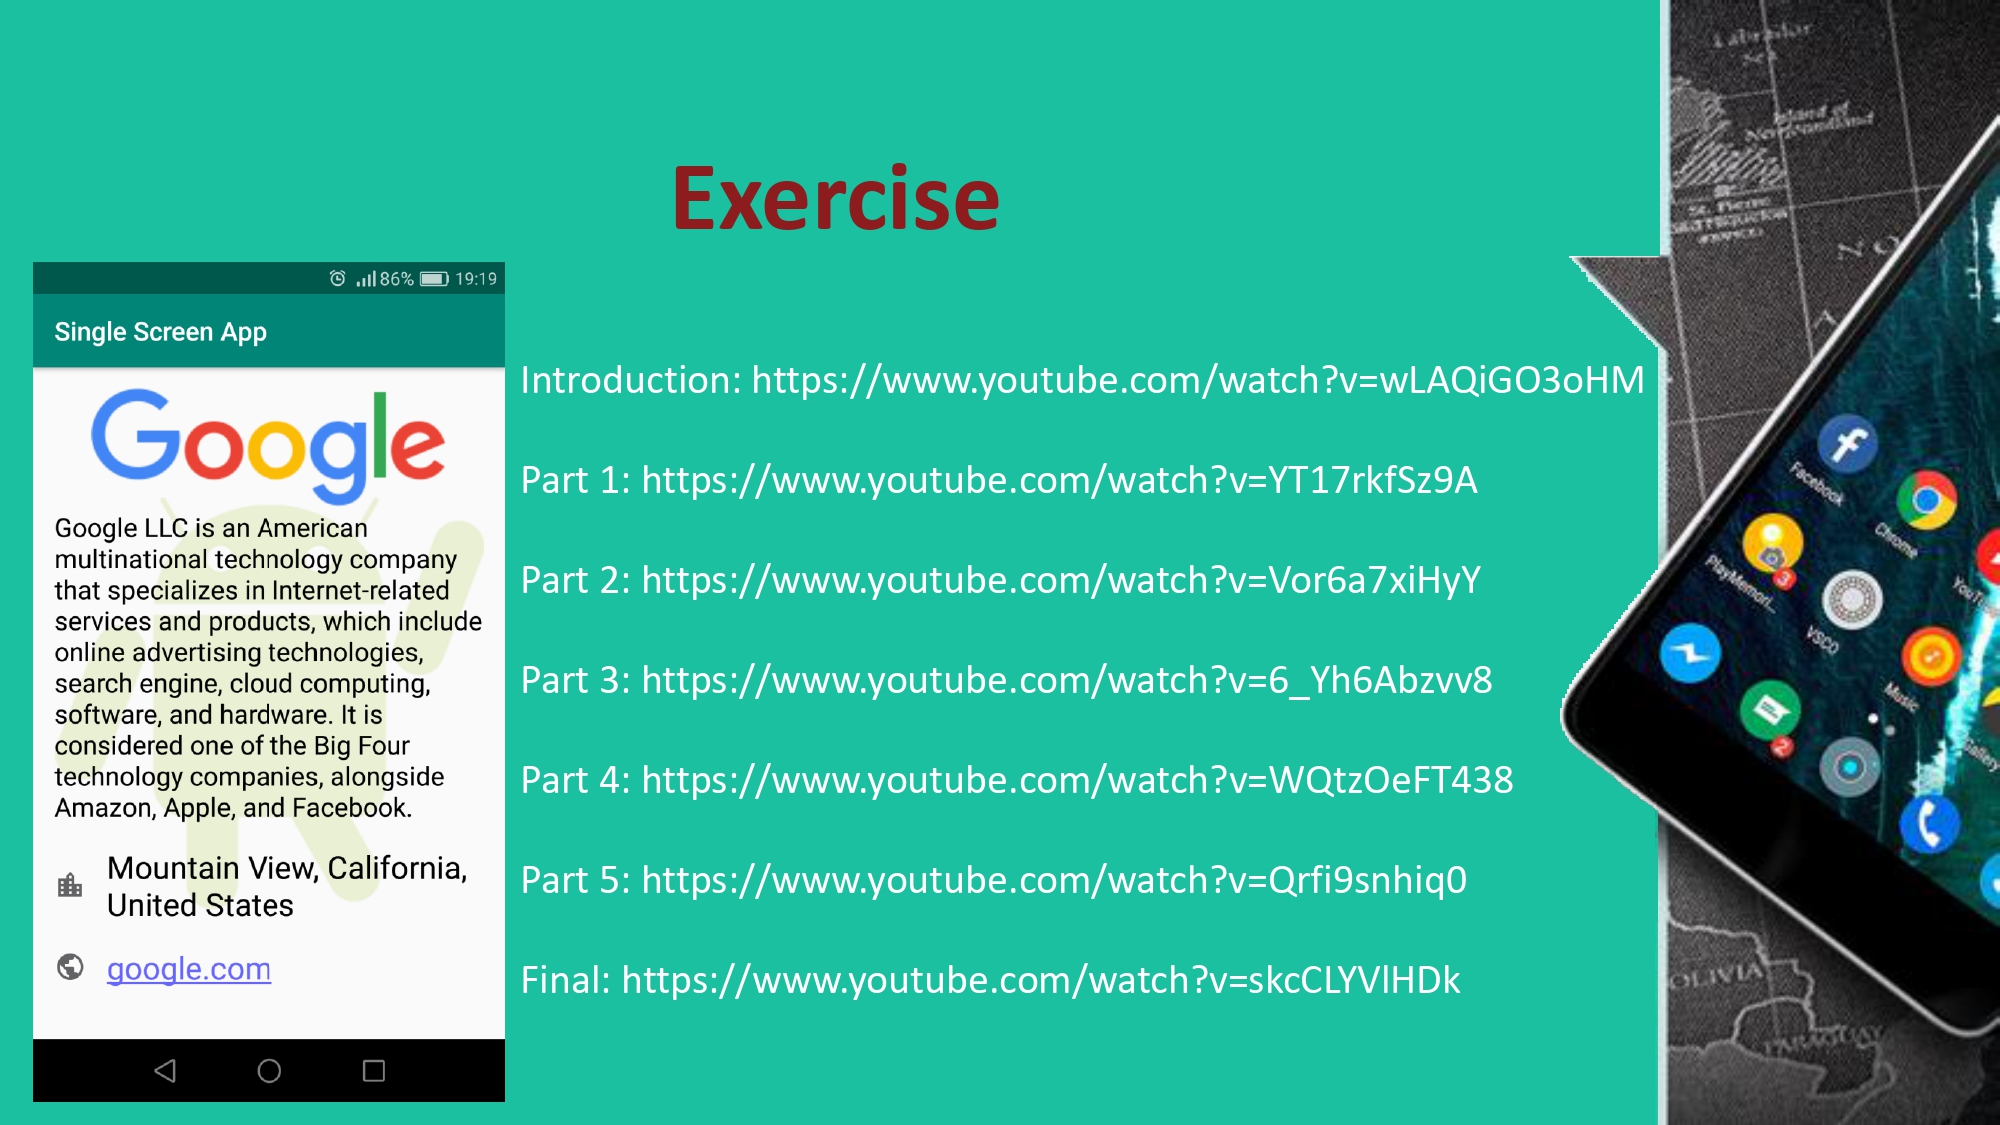 Exercise
86% 19:19
Single Screen App
Google
Google LLC is an American
multinational technology company
that specializes in Internet-related
services and products, which include
online advertising technologies,
search engine, cloud computing,
software, and hardware. It is
considered one of the Big Four
technology companies, alongside
Amazon, Apple, and Facebook.
Mountain View, California,
United States
google.com
Introduction: https://www.youtube.com/watch?v=wLAQiGO3oHM
Part 1: https://www.youtube.com/watch?v=YT17rkfSz9A
Part 2: https://www.youtube.com/watch?v=Vor6a7xiHyY
Part 3: https://www.youtube.com/watch?v=6_Yh6Abzvv8
Part 4: https://www.youtube.com/watch?v=WQtzOeFT438
Part 5: https://www.youtube.com/watch?v=Qrfi9snhiq0
Final: https://www.youtube.com/watch?v=skcCLYVlHDk
Labrador
Island of
Newfoundland
St. Pierre
(FRANCE)
N O
Facebook
Chrome
PlayMemori...
3
VSCO
YouT
Music
2
Gallery
BOLIVIA
PARAGUAY